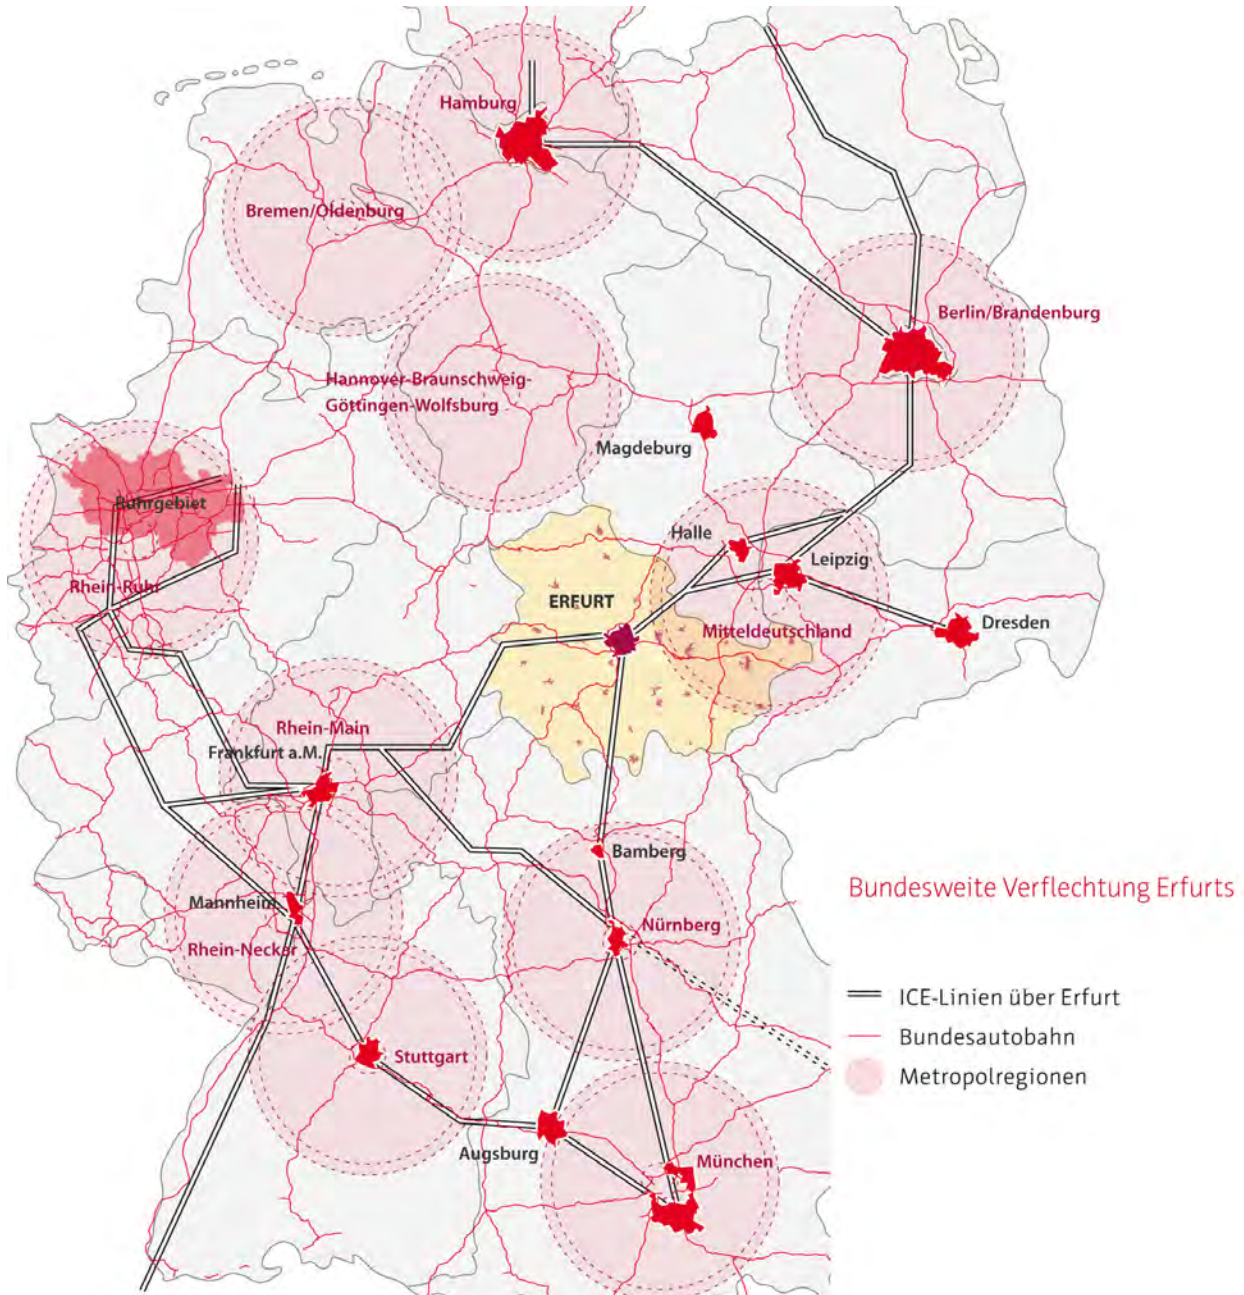 Hamburg
Bremen/Oldenburg
Berlin/Brandenburg
Hannover-Braunschweig-
Göttingen-Wolfsburg
Magdeburg
Ruhrgebiet
Halle
Leipzig
Rhein-Ruhr
ERFURT
Dresden
Mitteldeutschland
Rhein-Main
Frankfurt a.M.
Bamberg
Bundesweite Verflechtung Erfurts
Mannheim
Nürnberg
Rhein-Neckar
ICE-Linien über Erfurt
Bundesautobahn
Stuttgart
Metropolregionen
Augsburg
München